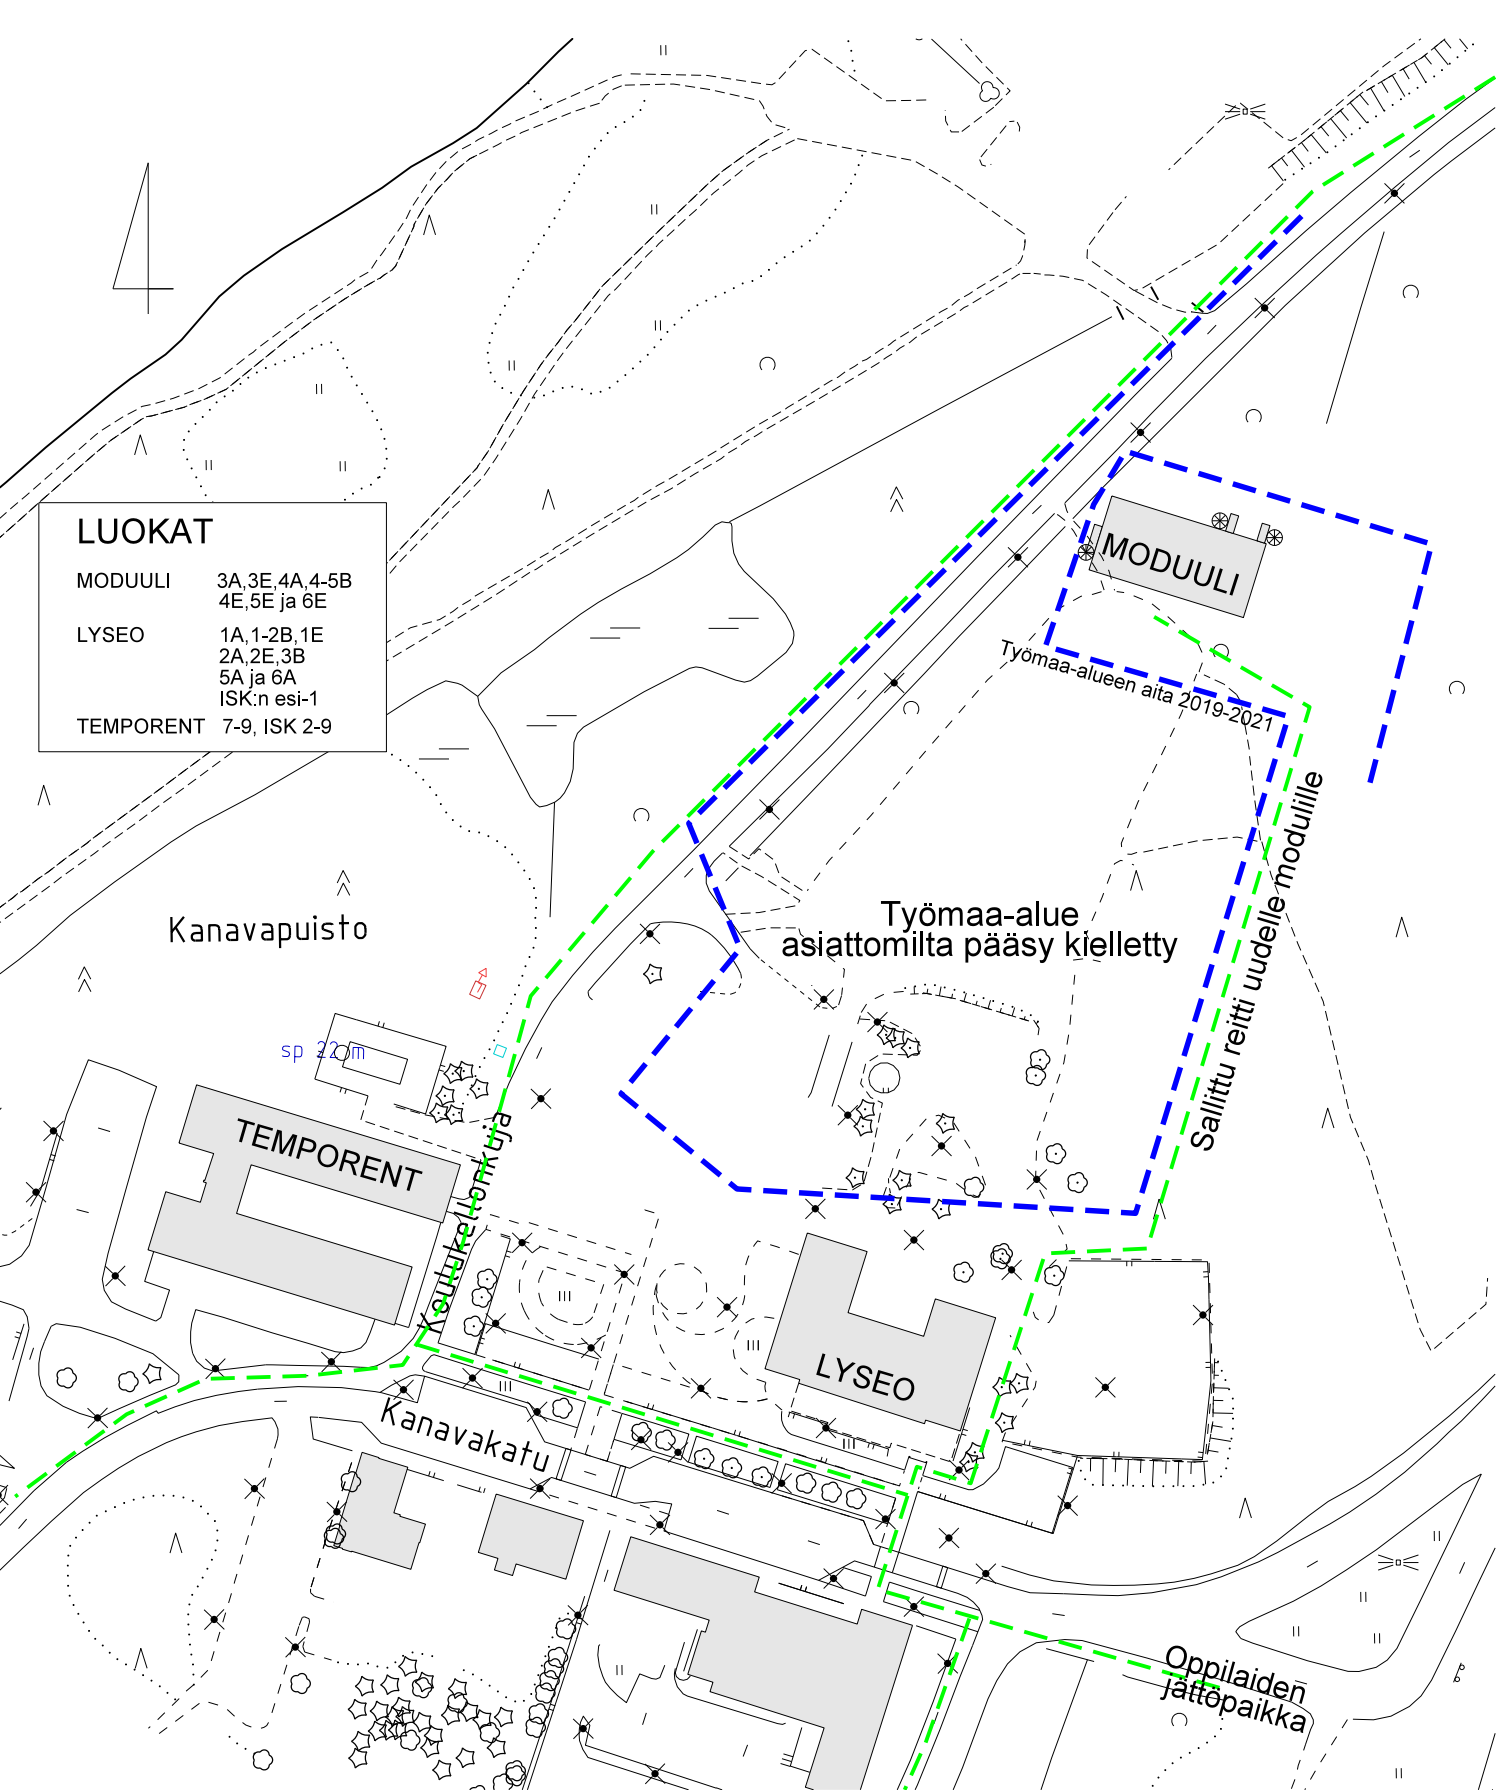 LUOKAT
MODUULI 3A,3E,4A,4-5B
4E,5E ja 6E
LYSEO 1A,1-2B,1E
2A,2E,3B
5A ja 6A
ISK:n esi-1
TEMPORENT 7-9, ISK 2-9
MODUULI
Työmaa-alueen aita 2019-2021
Sallittu reitti uudelle modulille
Työmaa-alue
asiattomilta pääsy kielletty
Kanavapuisto
sp 22 m
TEMPORENT
Keulukellonkuja
LYSEO
Kanavakatu
Oppilaiden
jättöpaikka